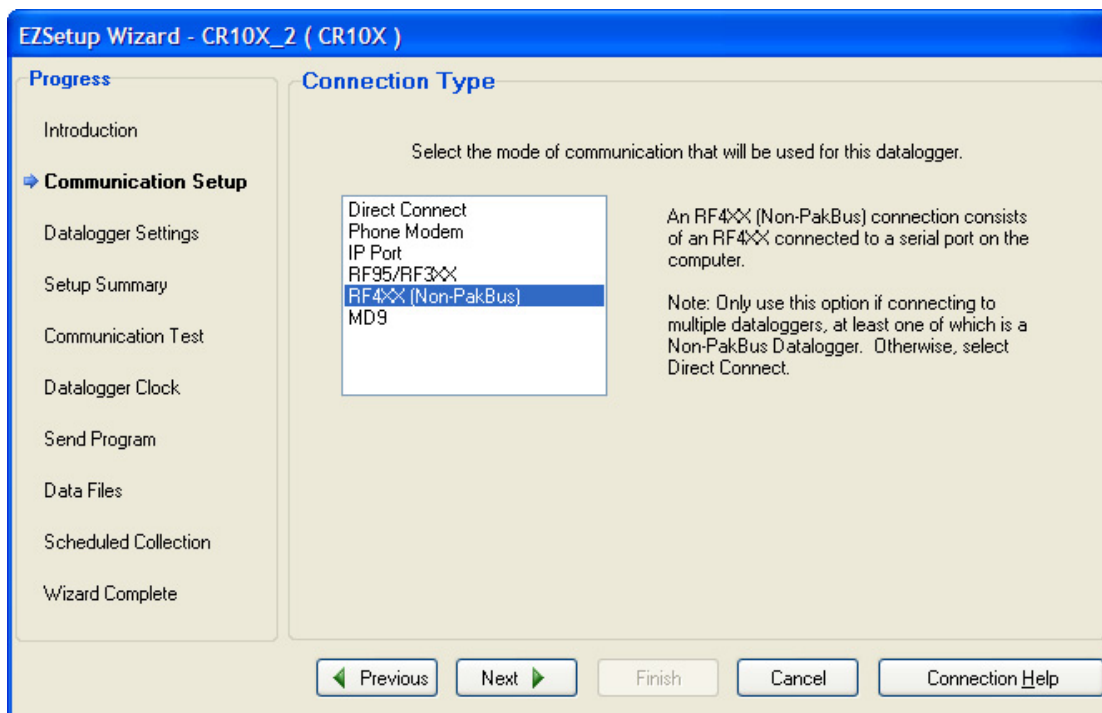 EZSetup Wizard - CR10X_2 ( CR10X )
Progress
Introduction
Communication Setup
Datalogger Settings
Setup Summary
Communication Test
Datalogger Clock
Send Program
Data Files
Scheduled Collection
Wizard Complete
Connection Type
Select the mode of communication that will be used for this datalogger.
Direct Connect
Phone Modem
IP Port
RF95/RF3XX
RF4XX (Non-PakBus)
MD9
An RF4XX (Non-PakBus) connection consists
of an RF4XX connected to a serial port on the
computer.
Note: Only use this option if connecting to
multiple dataloggers, at least one of which is a
Non-PakBus Datalogger. Otherwise, select
Direct Connect.
Previous
Next
Finish
Cancel
Connection Help